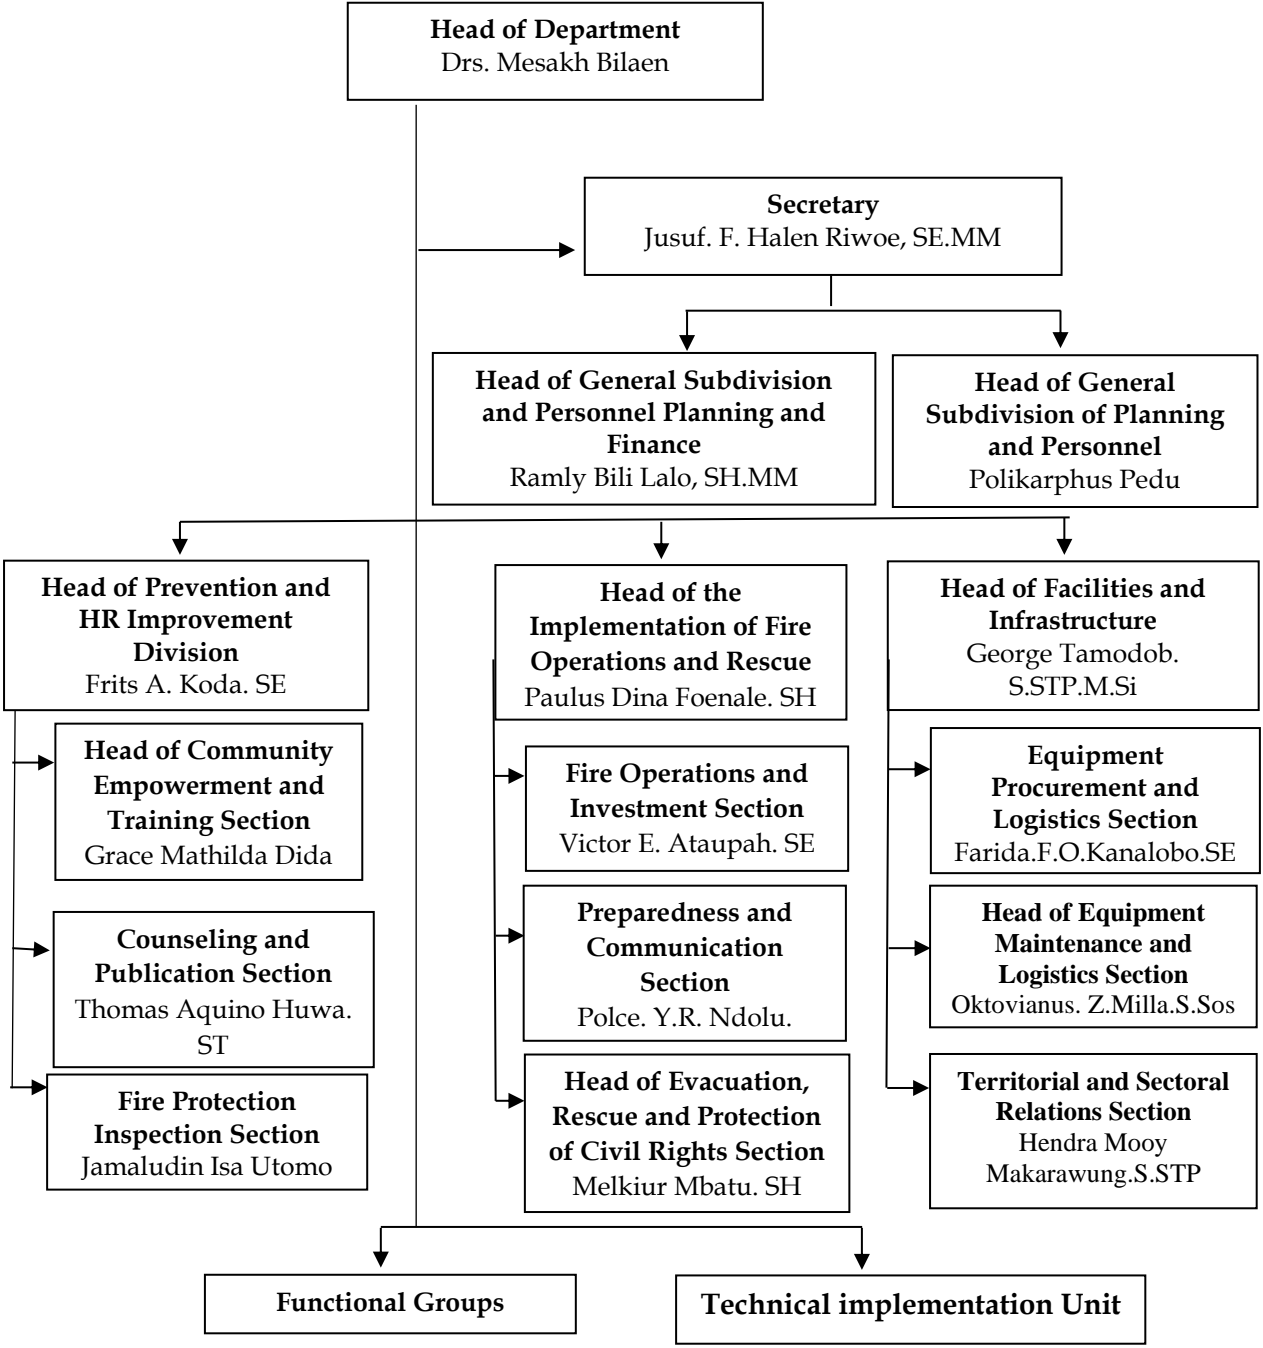 Head of Department
Drs. Mesakh Bilaen
Secretary
Jusuf. F. Halen Riwoe, SE.MM
Head of General Subdivision
and Personnel Planning and
Finance
Ramly Bili Lalo, SH.MM
Head of General
Subdivision of Planning
and Personnel
Polikarphus Pedu
Head of Prevention and
HR Improvement
Division
Frits A. Koda. SE
Head of the
Implementation of Fire
Operations and Rescue
Paulus Dina Foenale. SH
Head of Facilities and
Infrastructure
George Tamodob.
S.STP.M.Si
Head of Community
Empowerment and
Training Section
Grace Mathilda Dida
Fire Operations and
Investment Section
Victor E. Ataupah. SE
Equipment
Procurement and
Logistics Section
Farida.F.O.Kanalobo.SE
Counseling and
Publication Section
Thomas Aquino Huwa.
ST
Preparedness and
Communication
Section
Polce. Y.R. Ndolu.
Head of Equipment
Maintenance and
Logistics Section
Oktovianus. Z.Milla.S.Sos
Fire Protection
Inspection Section
Jamaludin Isa Utomo
Head of Evacuation,
Rescue and Protection
of Civil Rights Section
Melkiur Mbatu. SH
Territorial and Sectoral
Relations Section
Hendra Mooy
Makarawung.S.STP
Functional Groups
Technical implementation Unit